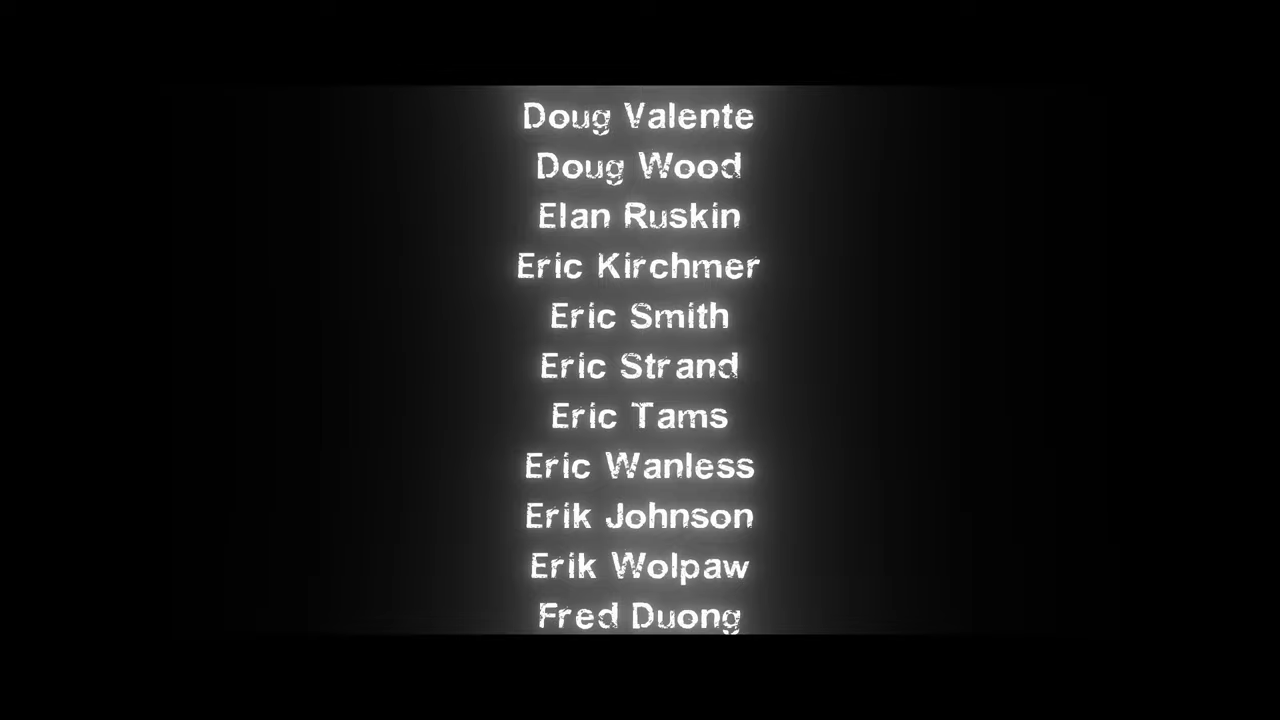 Doug Valente
Doug Wood
Elan Ruskin
Eric Kirchmer
Eric Smith
Eric Strand
Eric Tams
Eric Wanless
Erik Johnson
Erik Wolpaw
Fred Duong